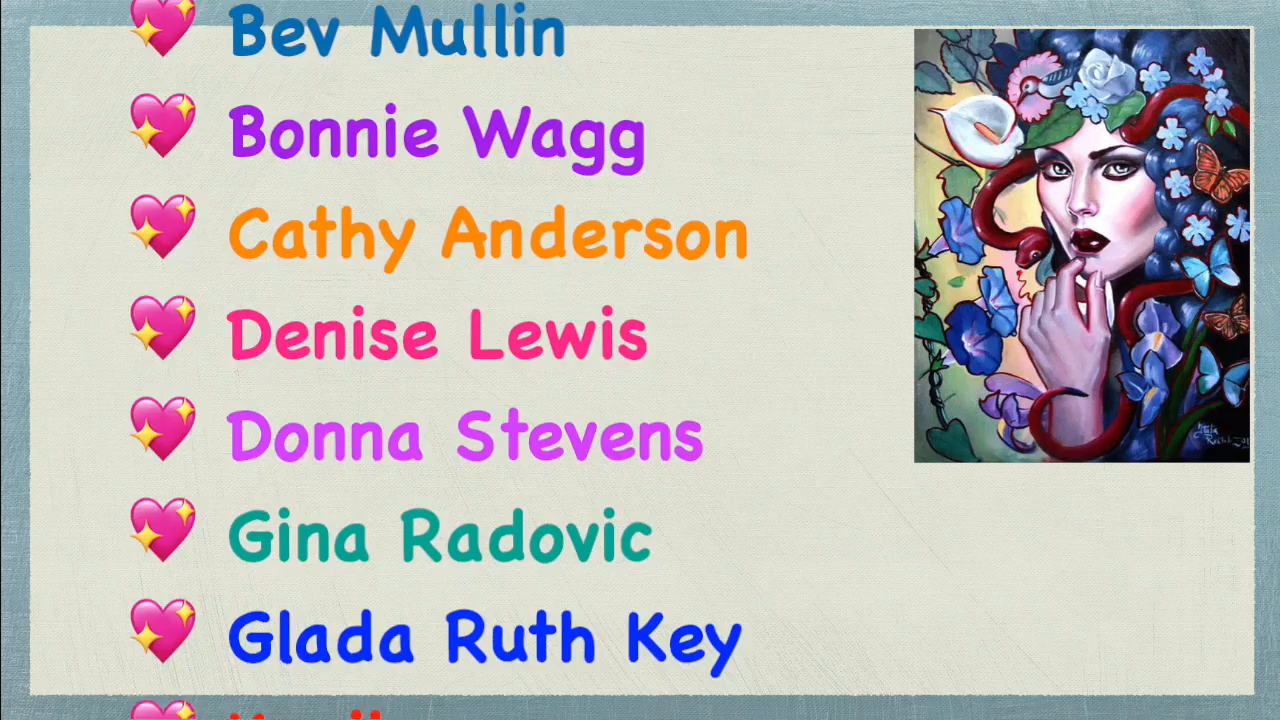 Bev Mullin
Bonnie Wagg
Cathy Anderson
Denise Lewis
Donna Stevens
Gina Radovic
Glada Ruth Key